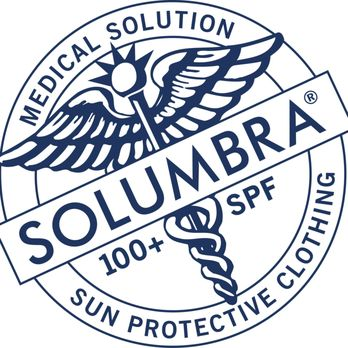 MEDICAL SOLUTION
SOLUMBRA®
100+ SPF
SUN PROTECTIVE CLOTHING